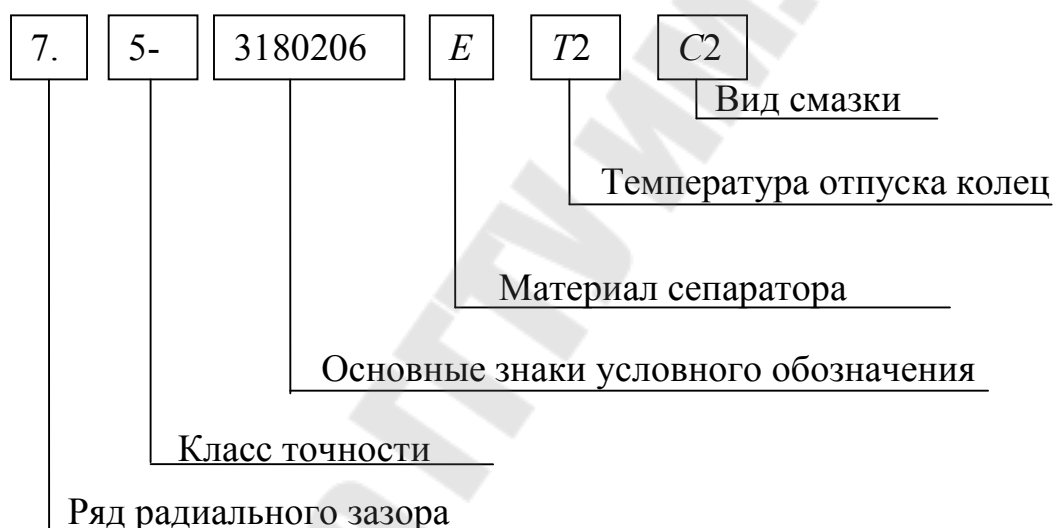 7. 5- 3180206 E T2 C2
Вид смазки
Температура отпуска колец
Материал сепаратора
Основные знаки условного обозначения
Класс точности
Ряд радиального зазора